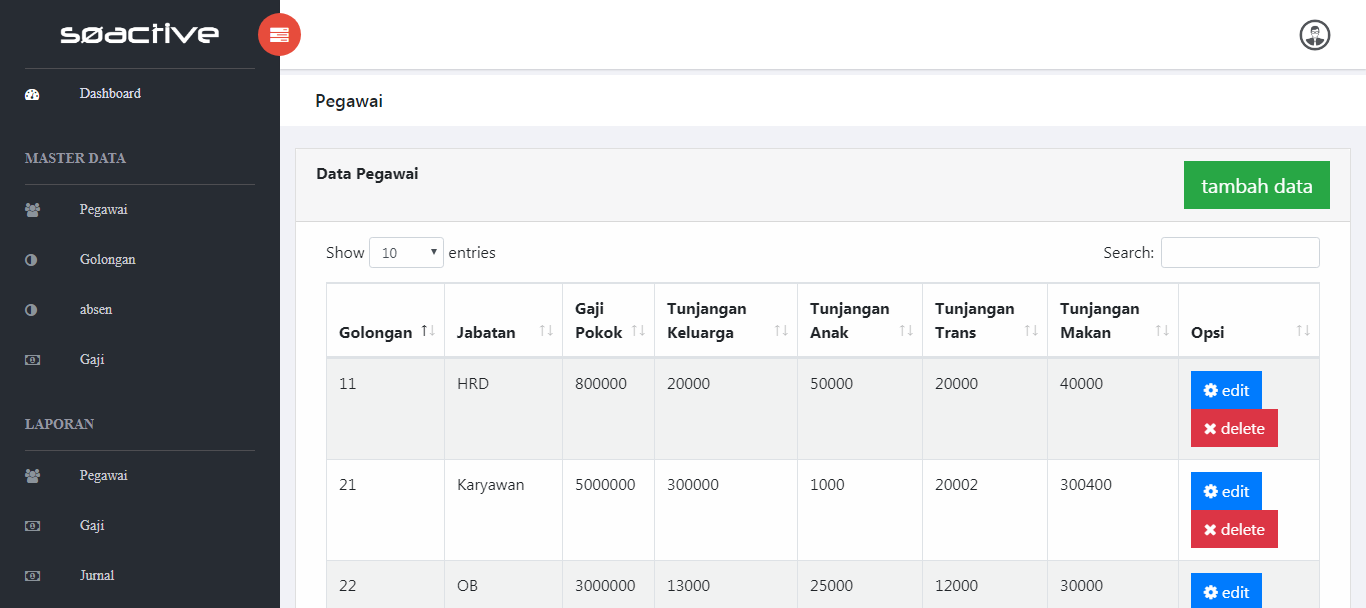 søactive
Dashboard
MASTER DATA
Pegawai
Golongan
absen
Gaji
LAPORAN
Pegawai
Gaji
Jurnal
Pegawai
Data Pegawai
tambah data
Show 10 entries
Search:
Golongan Jabatan Gaji Pokok Tunjangan Keluarga Tunjangan Anak Tunjangan Trans Tunjangan Makan Opsi
11 HRD 800000 20000 50000 20000 40000 edit
delete
21 Karyawan 5000000 300000 1000 20002 300400 edit
delete
22 OB 3000000 13000 25000 12000 30000 edit